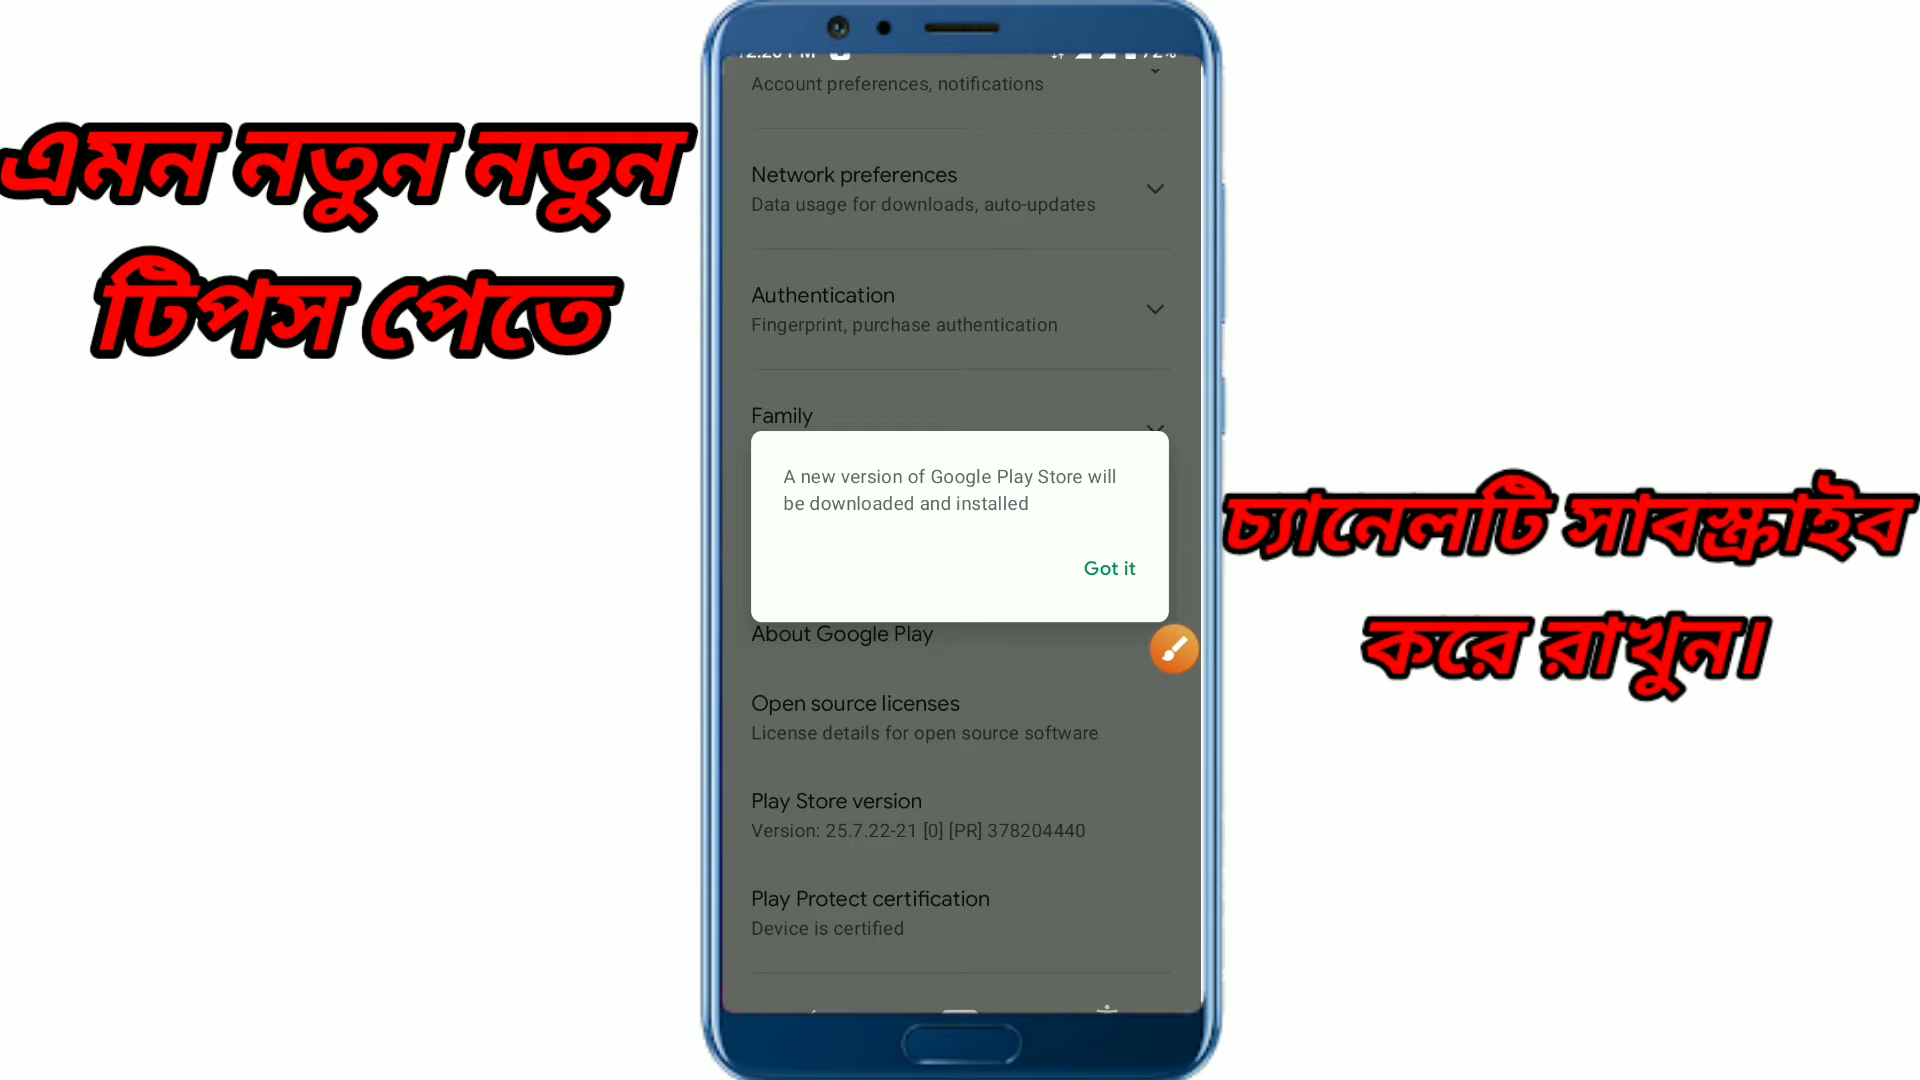 এমন নতুন নতুন
টিপস পেতে
Account preferences, notifications
Network preferences
Data usage for downloads, auto-updates
Authentication
Fingerprint, purchase authentication
Family
A new version of Google Play Store will
be downloaded and installed
Got it
About Google Play
Open source licenses
License details for open source software
Play Store version
Version: 25.7.22-21 [0] [PR] 378204440
Play Protect certification
Device is certified
চ্যানেলটি সাবস্ক্রাইব
করে রাখুন।